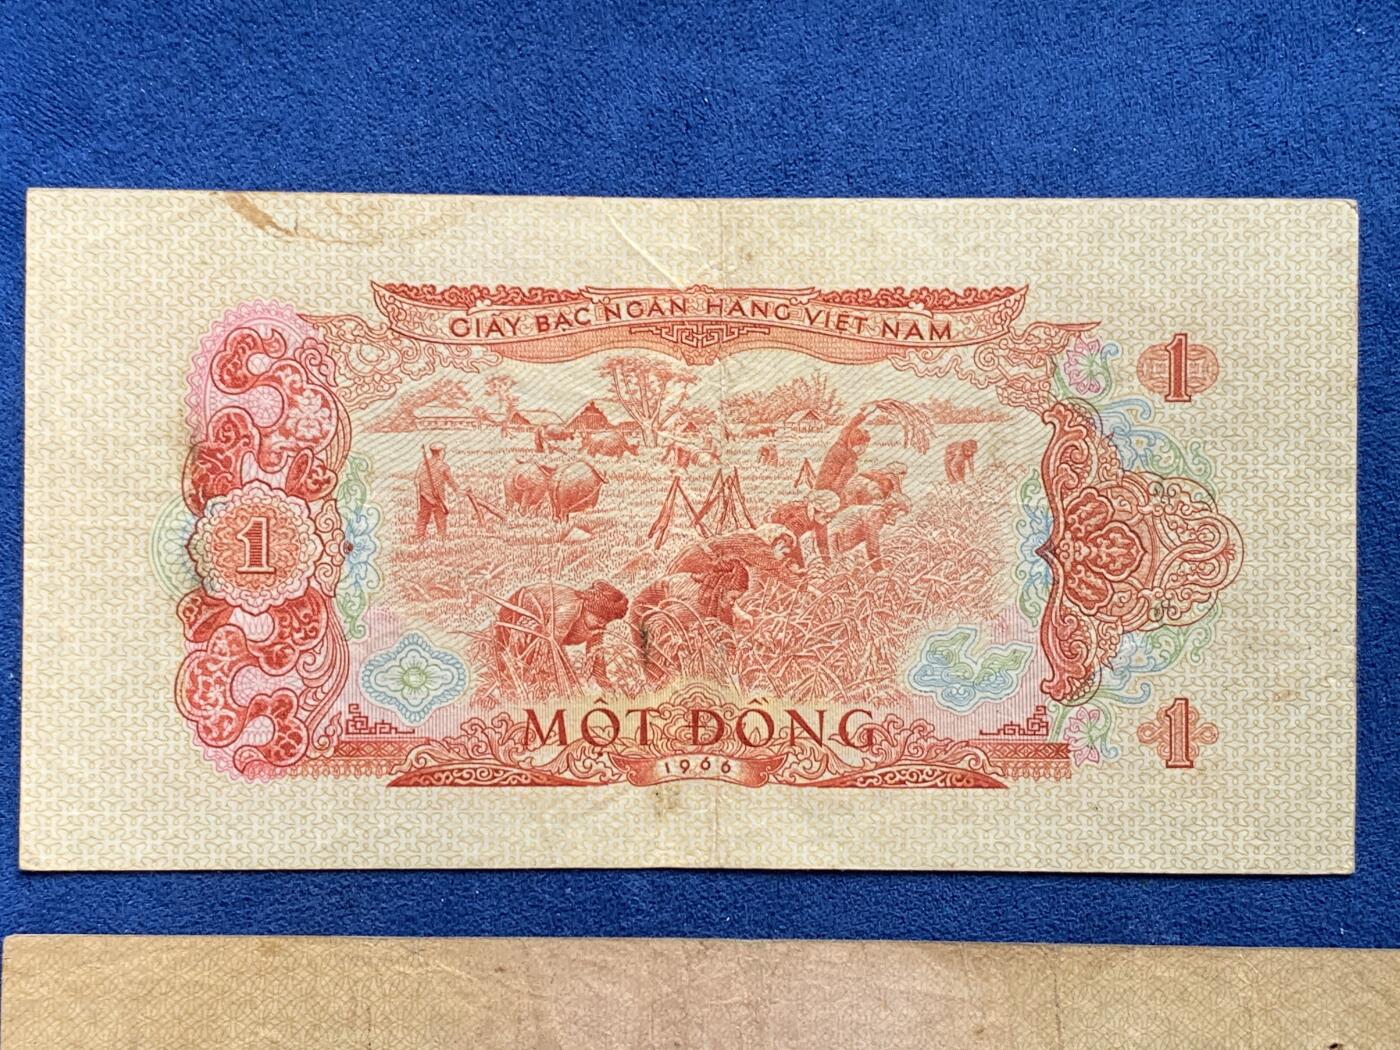 GIẤY BẠC NGÂN HÀNG VIỆT NAM
1
1
MỘT ĐỒNG
1
1966